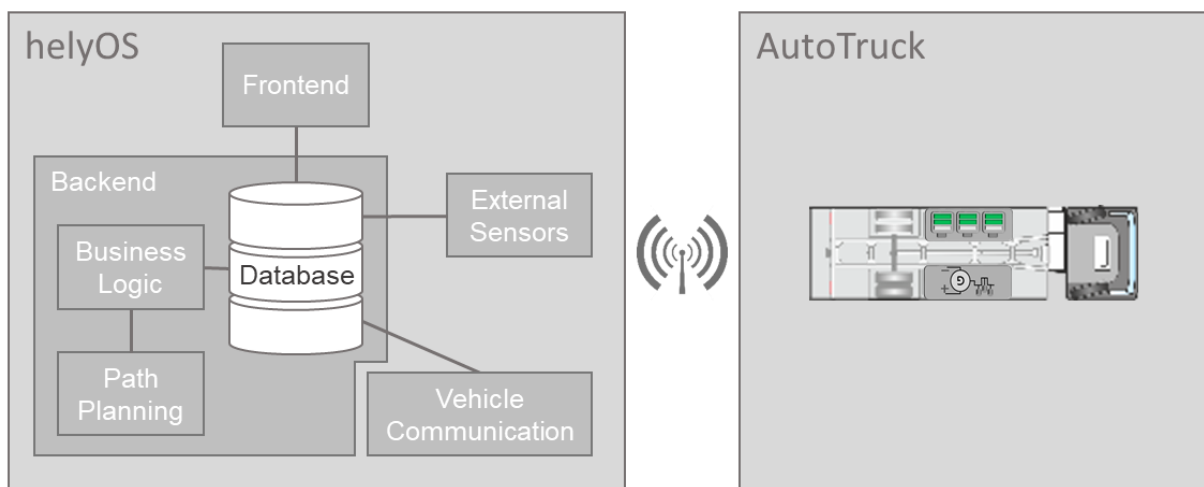 helyOS
AutoTruck
Frontend
Backend
External
Sensors
Business
Logic
Database
Path
Planning
Vehicle
Communication